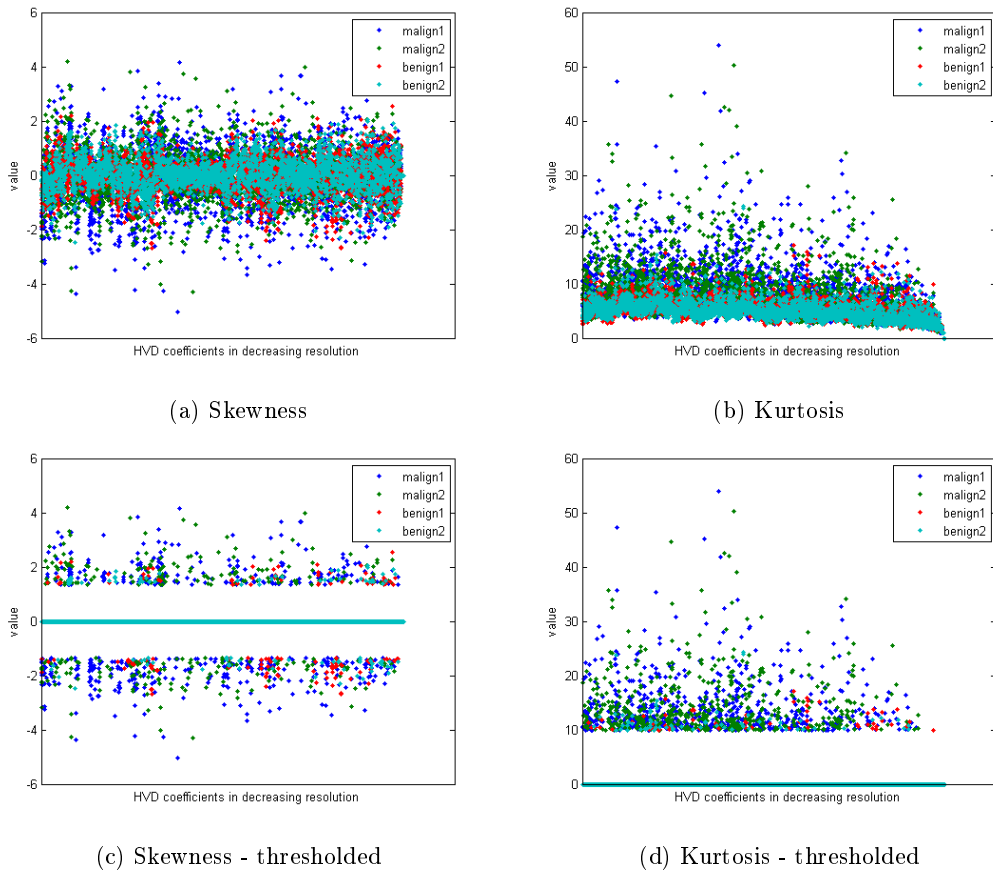 6
4
2
0
-2
-4
-6
value
HVD coefficients in decreasing resolution
malign1
malign2
benign1
benign2
(a) Skewness
60
50
40
30
20
10
0
value
HVD coefficients in decreasing resolution
malign1
malign2
benign1
benign2
(b) Kurtosis
6
4
2
0
-2
-4
-6
value
HVD coefficients in decreasing resolution
malign1
malign2
benign1
benign2
(c) Skewness - thresholded
60
50
40
30
20
10
0
value
HVD coefficients in decreasing resolution
malign1
malign2
benign1
benign2
(d) Kurtosis - thresholded